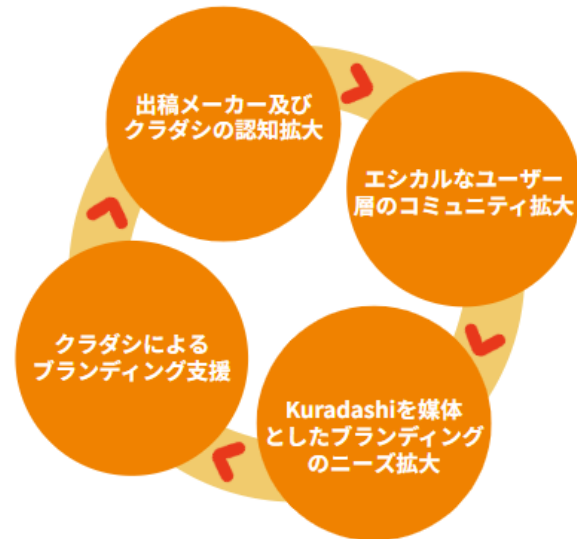 出稿メーカー及び
クラダシの認知拡大
エシカルなユーザー
層のコミュニティ拡大
Kuradashiを媒体
としたブランディング
のニーズ拡大
クラダシによる
ブランディング支援